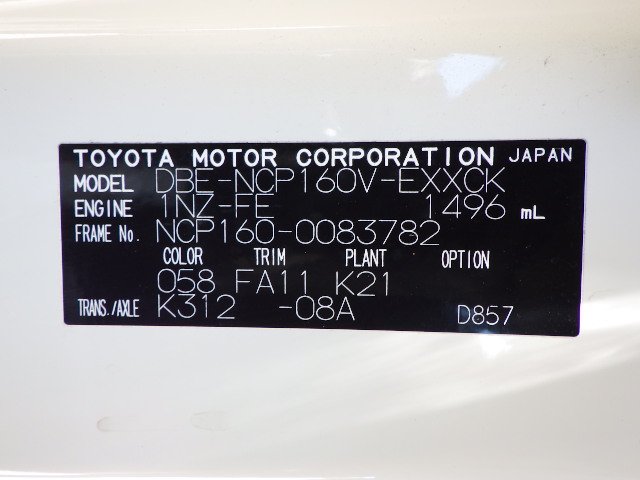 TOYOTA MOTOR CORPORATION JAPAN
MODEL DBE-NCP160V-EXXCK
ENGINE 1NZ-FE 1496 mL
FRAME No. NCP160-0083782
COLOR TRIM PLANT OPTION
058 FA11 K21
TRANS./AXLE K312 -08A D857